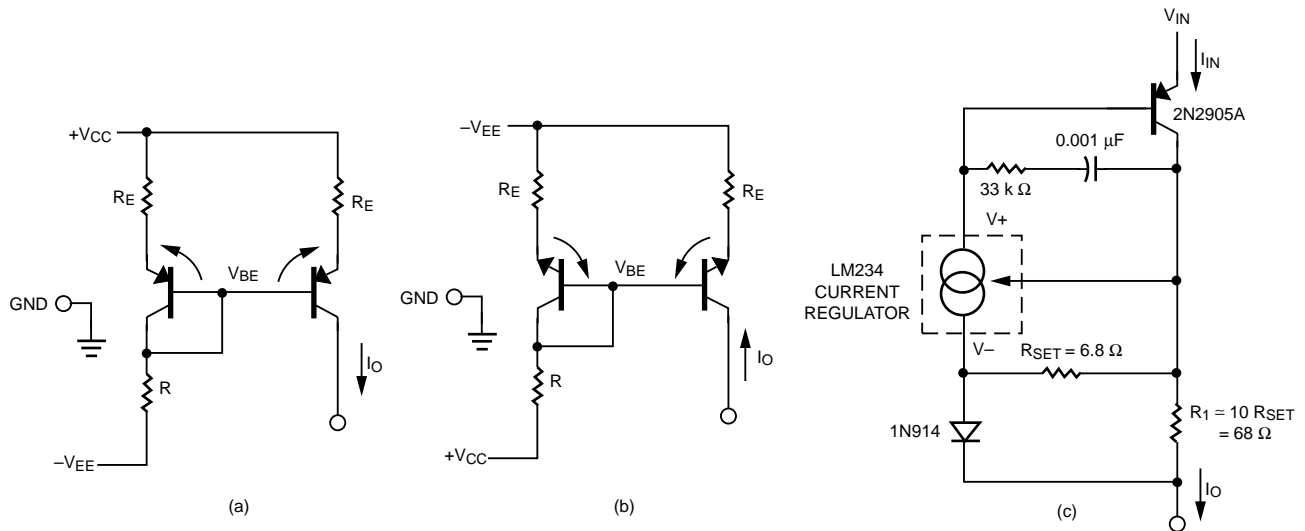 +VCC
RE
RE
VBE
GND
IO
R
–VEE
(a)
–VEE
RE
RE
VBE
GND
IO
R
+VCC
(b)
VIN
IIN
2N2905A
0.001 µF
33 k Ω
V+
LM234
CURRENT
REGULATOR
V–
RSET = 6.8 Ω
1N914
R1 ≃ 10 RSET
= 68 Ω
IO
(c)